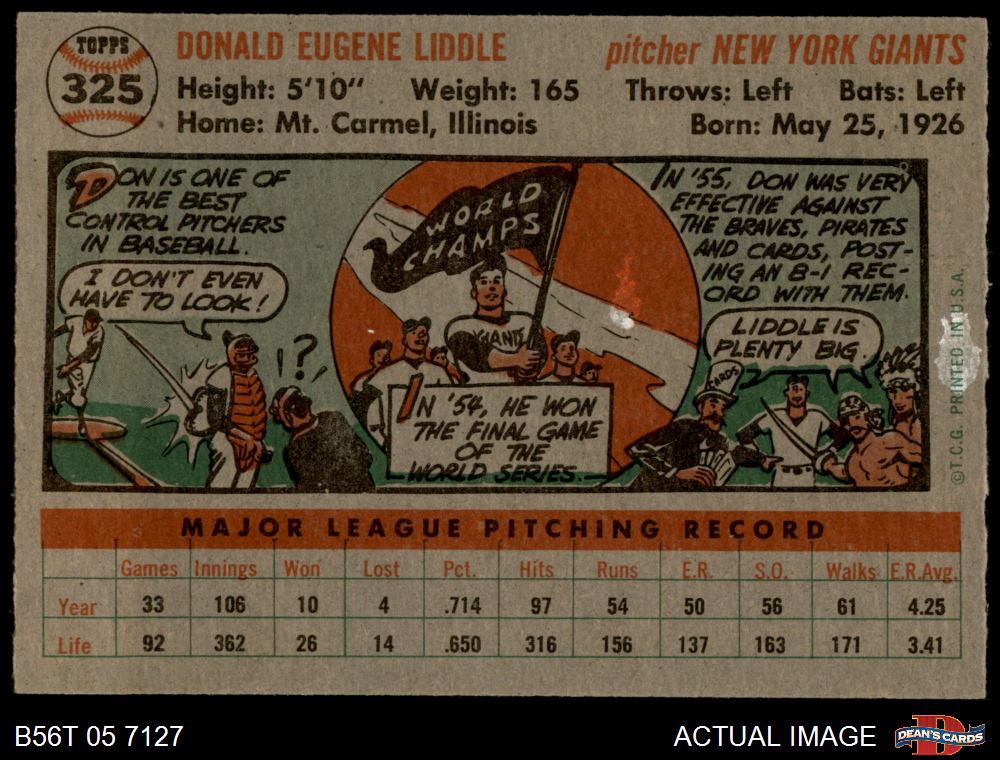 TOPPS
325
DONALD EUGENE LIDDLE
pitcher NEW YORK GIANTS
Height: 5'10" Weight: 165 Throws: Left Bats: Left
Home: Mt. Carmel, Illinois Born: May 25, 1926
DON IS ONE OF
THE BEST
CONTROL PITCHERS
IN BASEBALL.
I DON'T EVEN
HAVE TO LOOK!
!?
WORLD
CHAMPS
GIANTS
IN '54, HE WON
THE FINAL GAME
OF THE
WORLD SERIES.
IN '55, DON WAS VERY
EFFECTIVE AGAINST
THE BRAVES, PIRATES
AND CARDS, POST-
ING AN 8-1 REC-
ORD WITH THEM.
LIDDLE IS
PLENTY BIG.
CARDS
©T.C.G. PRINTED IN U.S.A.
MAJOR LEAGUE PITCHING RECORD
Games Innings Won Lost Pct. Hits Runs E.R. S.O. Walks E.R.Avg.
Year 33 106 10 4 .714 97 54 50 56 61 4.25
Life 92 362 26 14 .650 316 156 137 163 171 3.41
B56T 05 7127
ACTUAL IMAGE
D
DEAN'S CARDS